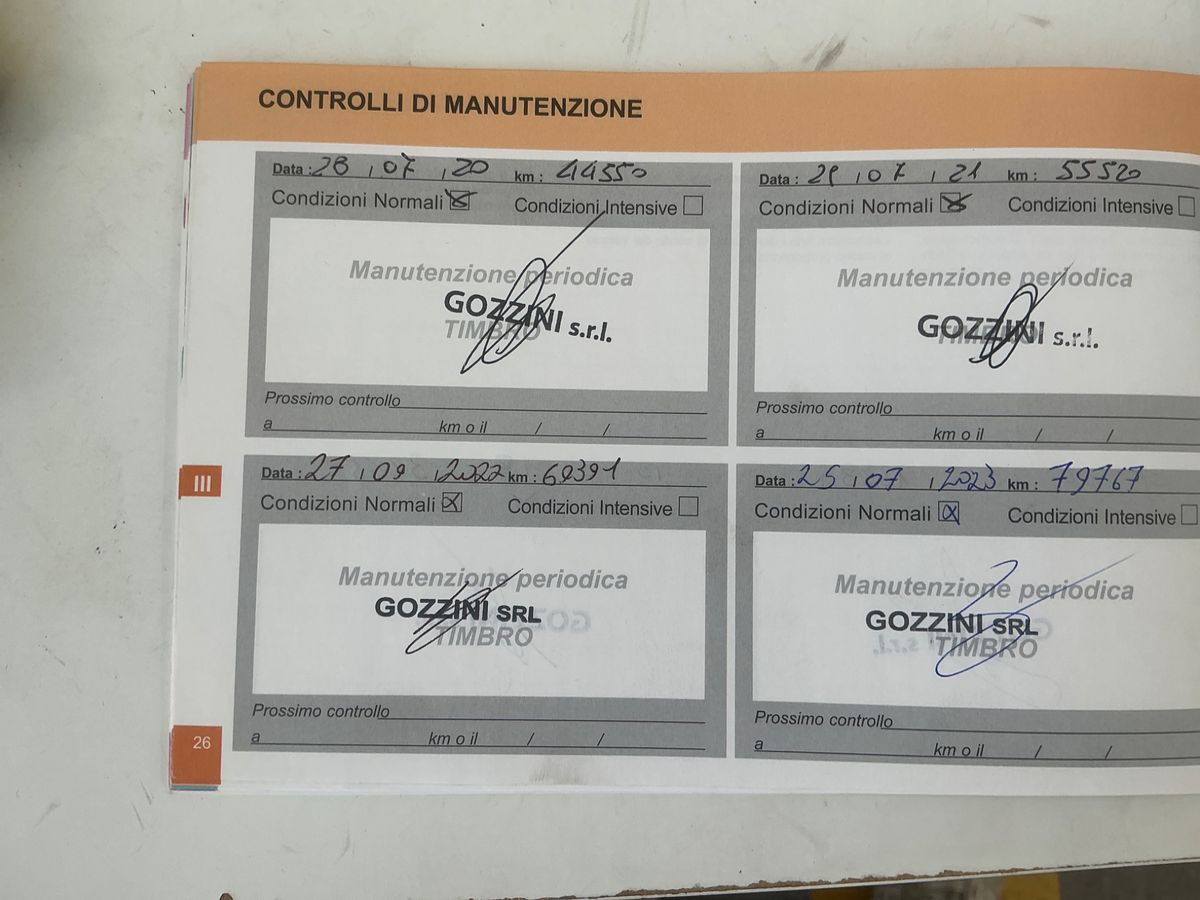 CONTROLLI DI MANUTENZIONE
Data : 28 / 07 / 20 km : 44550
Condizioni Normali Condizioni Intensive
Manutenzione periodica
GOZZINI s.r.l.
TIMBRO
Prossimo controllo
a km o il / /
Data : 29 / 07 / 21 km : 55520
Condizioni Normali Condizioni Intensive
Manutenzione periodica
GOZZINI s.r.l.
TIMBRO
Prossimo controllo
a km o il / /
III
Data : 27 / 09 / 2022 km : 69391
Condizioni Normali Condizioni Intensive
Manutenzione periodica
GOZZINI SRL
TIMBRO
Prossimo controllo
a km o il / /
Data : 25 / 07 / 2023 km : 79767
Condizioni Normali Condizioni Intensive
Manutenzione periodica
GOZZINI SRL
TIMBRO
Prossimo controllo
a km o il / /
26